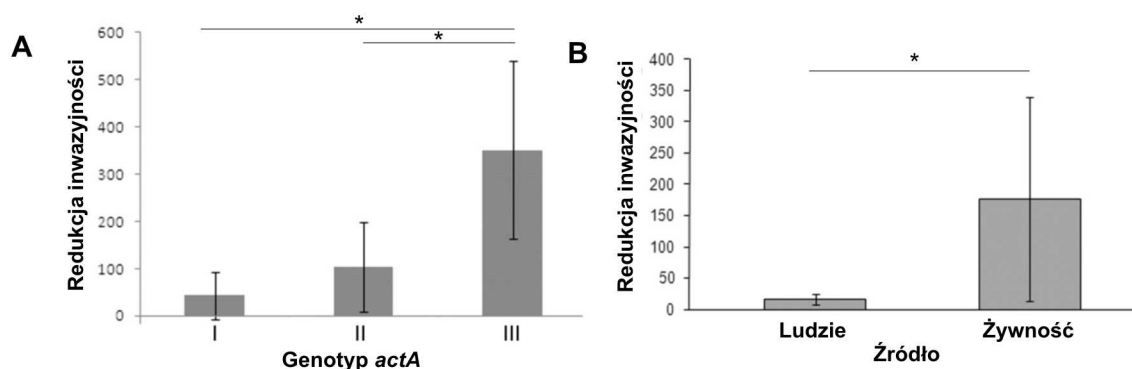 A
Redukcja inwazyjności
600
500
400
300
200
100
0
*
*
I II III
Genotyp actA
B
Redukcja inwazyjności
400
350
300
250
200
150
100
50
0
*
Ludzie Żywność
Źródło